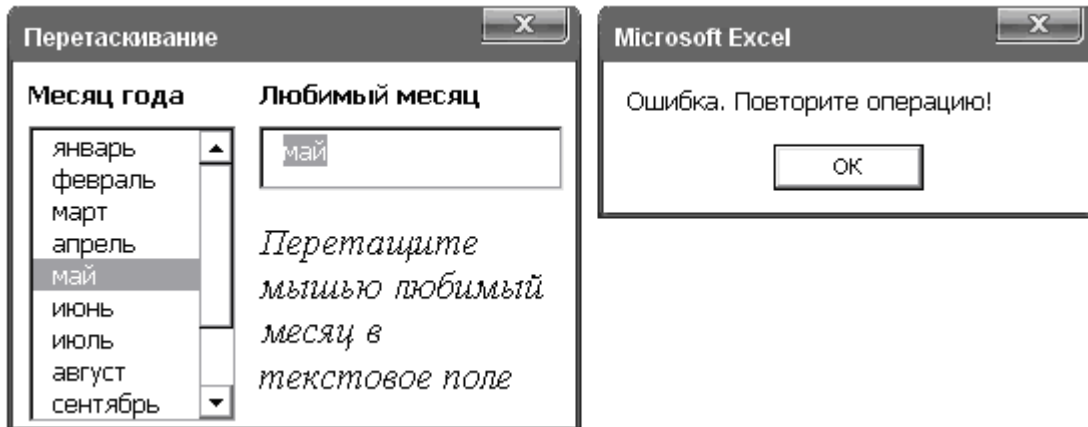 Перетаскивание
Месяц года
Любимый месяц
январь
февраль
март
апрель
май
июнь
июль
август
сентябрь
май
Перетащите
мышью любимый
месяц в
текстовое поле
Microsoft Excel
Ошибка. Повторите операцию!
ОК